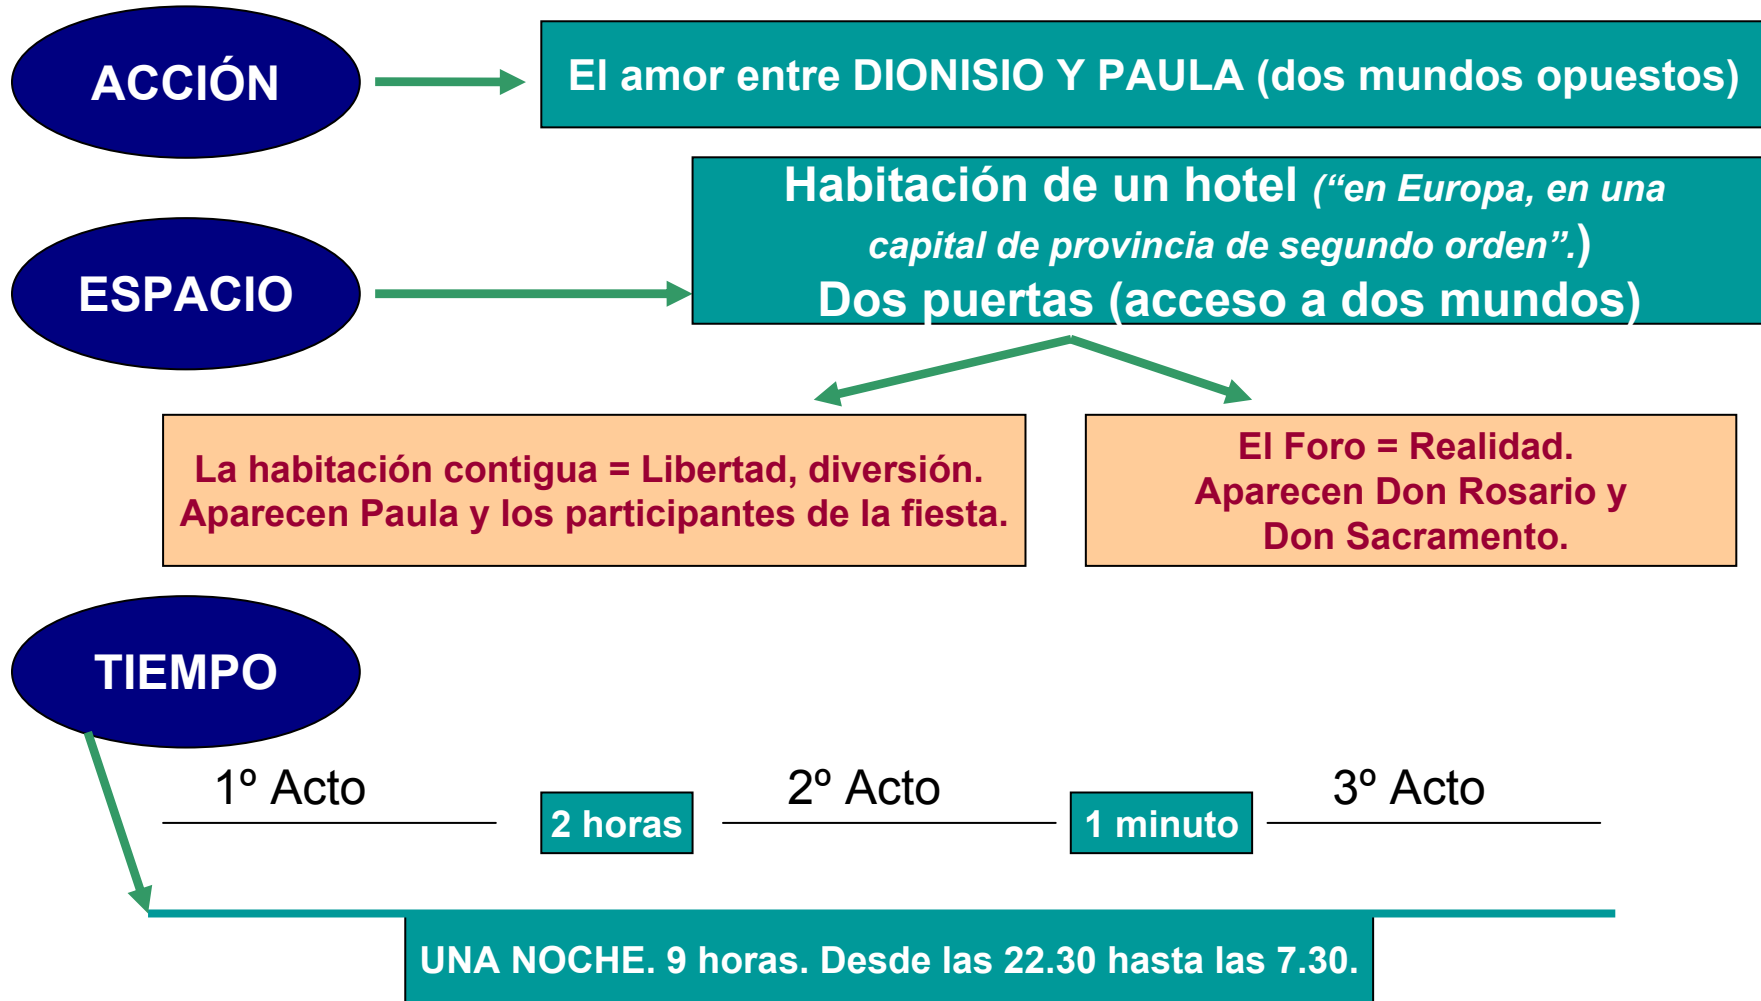 ACCIÓN
El amor entre DIONISIO Y PAULA (dos mundos opuestos)
ESPACIO
Habitación de un hotel (“en Europa, en una
capital de provincia de segundo orden”.)
Dos puertas (acceso a dos mundos)
La habitación contigua = Libertad, diversión.
Aparecen Paula y los participantes de la fiesta.
El Foro = Realidad.
Aparecen Don Rosario y
Don Sacramento.
TIEMPO
1º Acto
2 horas
2º Acto
1 minuto
3º Acto
UNA NOCHE. 9 horas. Desde las 22.30 hasta las 7.30.